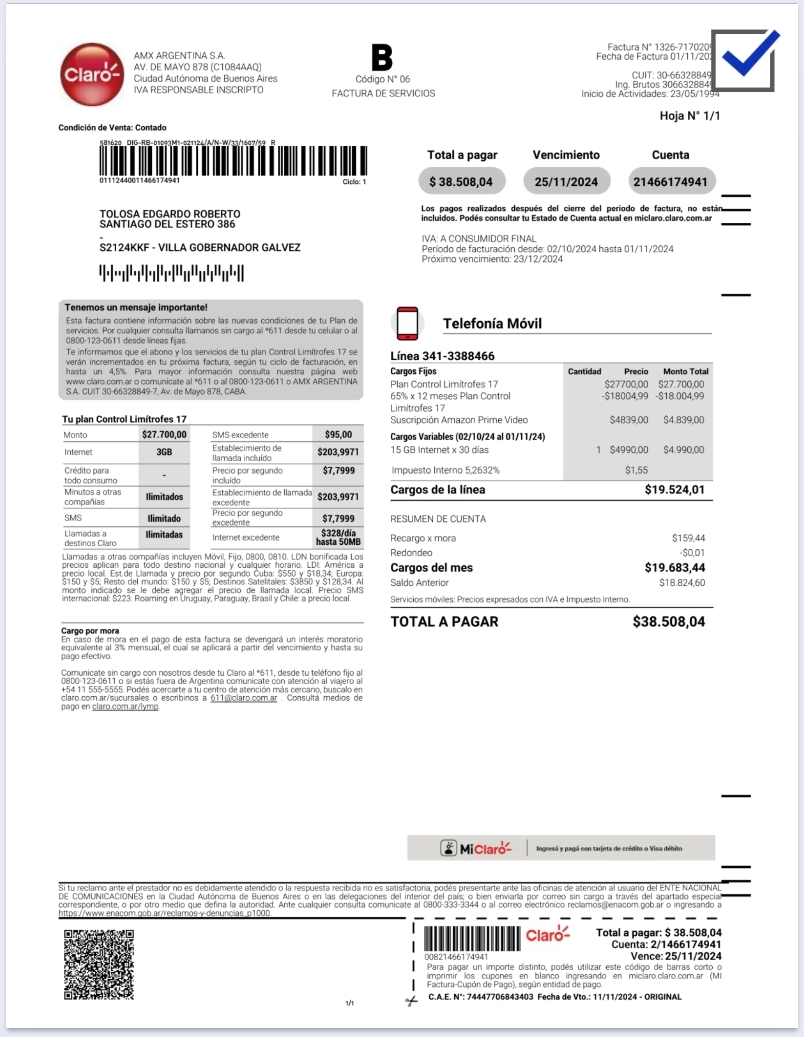 Claro
AMX ARGENTINA S.A.
AV. DE MAYO 878 (C1084AAQ)
Ciudad Autónoma de Buenos Aires
IVA RESPONSABLE INSCRIPTO
B
Código N° 06
FACTURA DE SERVICIOS
Factura N° 1326-7170209
Fecha de Factura 01/11/202
CUIT: 30-66328849
Ing. Brutos 3066328849
Inicio de Actividades: 23/05/1994
Hoja N° 1/1
Condición de Venta: Contado
581620 DIG-RB-01093M1-021124/A/N-W/33/1607/59 R
01112440011466174941
Ciclo: 1
Total a pagar Vencimiento Cuenta
$ 38.508,04 25/11/2024 21466174941
Los pagos realizados después del cierre del periodo de factura, no están
incluidos. Podés consultar tu Estado de Cuenta actual en miclaro.claro.com.ar
TOLOSA EDGARDO ROBERTO
SANTIAGO DEL ESTERO 386
-
S2124KKF - VILLA GOBERNADOR GALVEZ
IVA: A CONSUMIDOR FINAL
Período de facturación desde: 02/10/2024 hasta 01/11/2024
Próximo vencimiento: 23/12/2024
Tenemos un mensaje importante!
Esta factura contiene información sobre las nuevas condiciones de tu Plan de
servicios. Por cualquier consulta llamanos sin cargo al *611 desde tu celular o al
0800-123-0611 desde líneas fijas.
Te informamos que el abono y los servicios de tu plan Control Limítrofes 17 se
verán incrementados en tu próxima factura, según tu ciclo de facturación, en
hasta un 4,5%. Para mayor información consulta nuestra página web
www.claro.com.ar o comunícate al *611 o al 0800-123-0611 o AMX ARGENTINA
S.A. CUIT 30-66328849-7, Av. de Mayo 878, CABA.
Tu plan Control Limítrofes 17
Monto $27.700,00 SMS excedente $95,00
Internet 3GB Establecimiento de llamada incluído $203,9971
Crédito para todo consumo - Precio por segundo incluído $7,7999
Minutos a otras compañías Ilimitados Establecimiento de llamada excedente $203,9971
SMS Ilimitado Precio por segundo excedente $7,7999
Llamadas a destinos Claro Ilimitadas Internet excedente $328/día hasta 50MB
Llamadas a otras compañías incluyen Móvil, Fijo, 0800, 0810. LDN bonificada Los
precios aplican para todo destino nacional y cualquier horario. LDI: América a
precio local. Est.de Llamada y precio por segundo Cuba: $550 y $18,34; Europa:
$150 y $5; Resto del mundo: $150 y $5; Destinos Satelitales: $3850 y $128,34. Al
monto indicado se le debe agregar el precio de llamada local. Precio SMS
internacional: $223. Roaming en Uruguay, Paraguay, Brasil y Chile: a precio local.
Cargo por mora
En caso de mora en el pago de esta factura se devengará un interés moratorio
equivalente al 3% mensual, el cual se aplicará a partir del vencimiento y hasta su
pago efectivo.
Comunicate sin cargo con nosotros desde tu Claro al *611, desde tu teléfono fijo al
0800-123-0611 o si estás fuera de Argentina comunicate con atención al viajero al
+54 11 555-5555. Podés acercarte a tu centro de atención más cercano, buscalo en
claro.com.ar/sucursales o escribinos a 611@claro.com.ar . Consultá medios de
pago en claro.com.ar/lymp.
Telefonía Móvil
Línea 341-3388466
Cargos Fijos Cantidad Precio Monto Total
Plan Control Limítrofes 17 $27700,00 $27.700,00
65% x 12 meses Plan Control -$18004,99 -$18.004,99
Limítrofes 17
Suscripción Amazon Prime Video $4839,00 $4.839,00
Cargos Variables (02/10/24 al 01/11/24)
15 GB Internet x 30 días 1 $4990,00 $4.990,00
Impuesto Interno 5,2632% $1,55
Cargos de la línea $19.524,01
RESUMEN DE CUENTA
Recargo x mora $159,44
Redondeo -$0,01
Cargos del mes $19.683,44
Saldo Anterior $18.824,60
Servicios móviles: Precios expresados con IVA e Impuesto Interno.
TOTAL A PAGAR $38.508,04
MiClaro
Ingresá y pagá con tarjeta de crédito o Visa débito
Si tu reclamo ante el prestador no es debidamente atendido o la respuesta recibida no es satisfactoria, podés presentarte ante las oficinas de atención al usuario del ENTE NACIONAL
DE COMUNICACIONES en la Ciudad Autónoma de Buenos Aires o en las delegaciones del interior del país; o bien enviarla por correo sin cargo a través del apartado especial
correspondiente, o por otro medio que defina la autoridad. Ante cualquier consulta comunicate al 0800-333-3344 o al correo electrónico reclamos@enacom.gob.ar o ingresando a
https://www.enacom.gob.ar/reclamos-y-denuncias_p1000.
Claro
00821466174941
Total a pagar: $ 38.508,04
Cuenta: 2/1466174941
Vence: 25/11/2024
Para pagar un importe distinto, podés utilizar este código de barras corto o
imprimir los cupones en blanco ingresando en miclaro.claro.com.ar (MI
Factura-Cupón de Pago), según entidad de pago.
C.A.E. N°: 74447706843403 Fecha de Vto.: 11/11/2024 - ORIGINAL
1/1